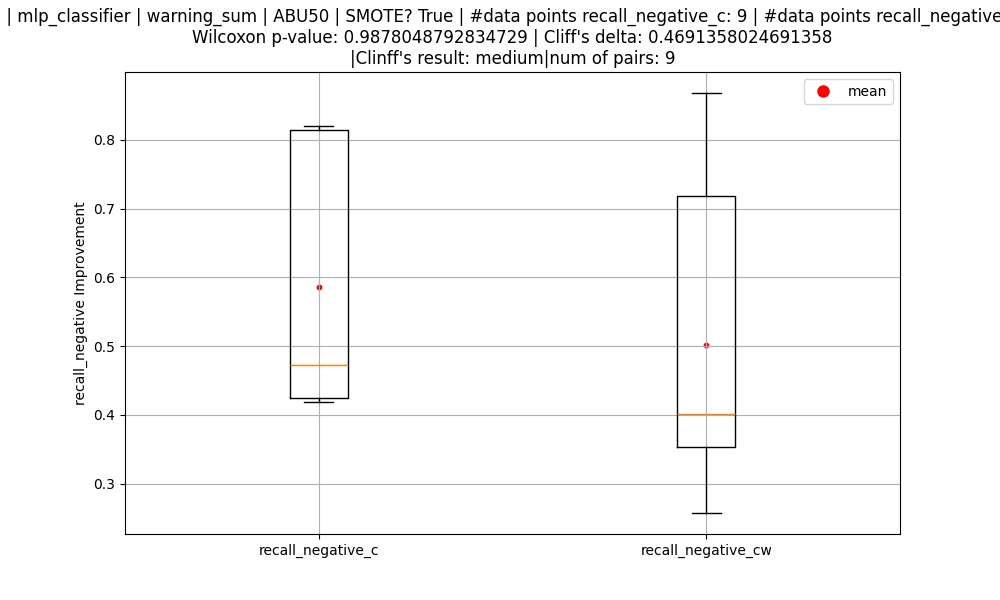 | mlp_classifier | warning_sum | ABU50 | SMOTE? True | #data points recall_negative_c: 9 | #data points recall_negative
Wilcoxon p-value: 0.9878048792834729 | Cliff's delta: 0.4691358024691358
|Clinff's result: medium|num of pairs: 9
mean
0.8
0.7
0.6
0.5
0.4
0.3
recall_negative Improvement
recall_negative_c
recall_negative_cw